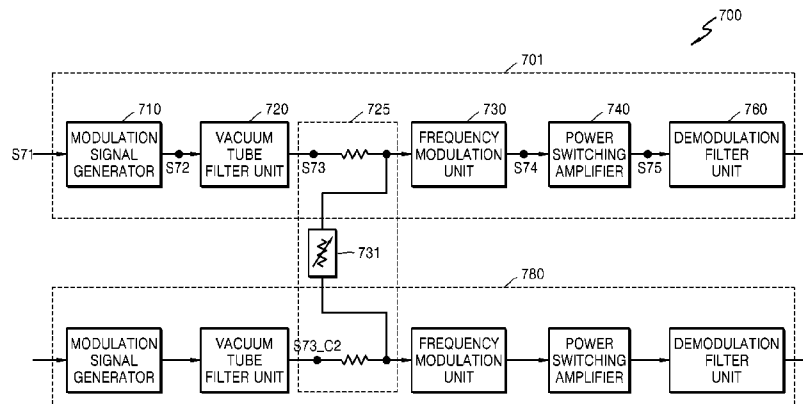 700
701
710
720
725
730
740
760
S71
MODULATION
SIGNAL
GENERATOR
S72
VACUUM
TUBE
FILTER UNIT
S73
FREQUENCY
MODULATION
UNIT
S74
POWER
SWITCHING
AMPLIFIER
S75
DEMODULATION
FILTER
UNIT
731
780
MODULATION
SIGNAL
GENERATOR
VACUUM
TUBE
FILTER UNIT
S73_C2
FREQUENCY
MODULATION
UNIT
POWER
SWITCHING
AMPLIFIER
DEMODULATION
FILTER
UNIT